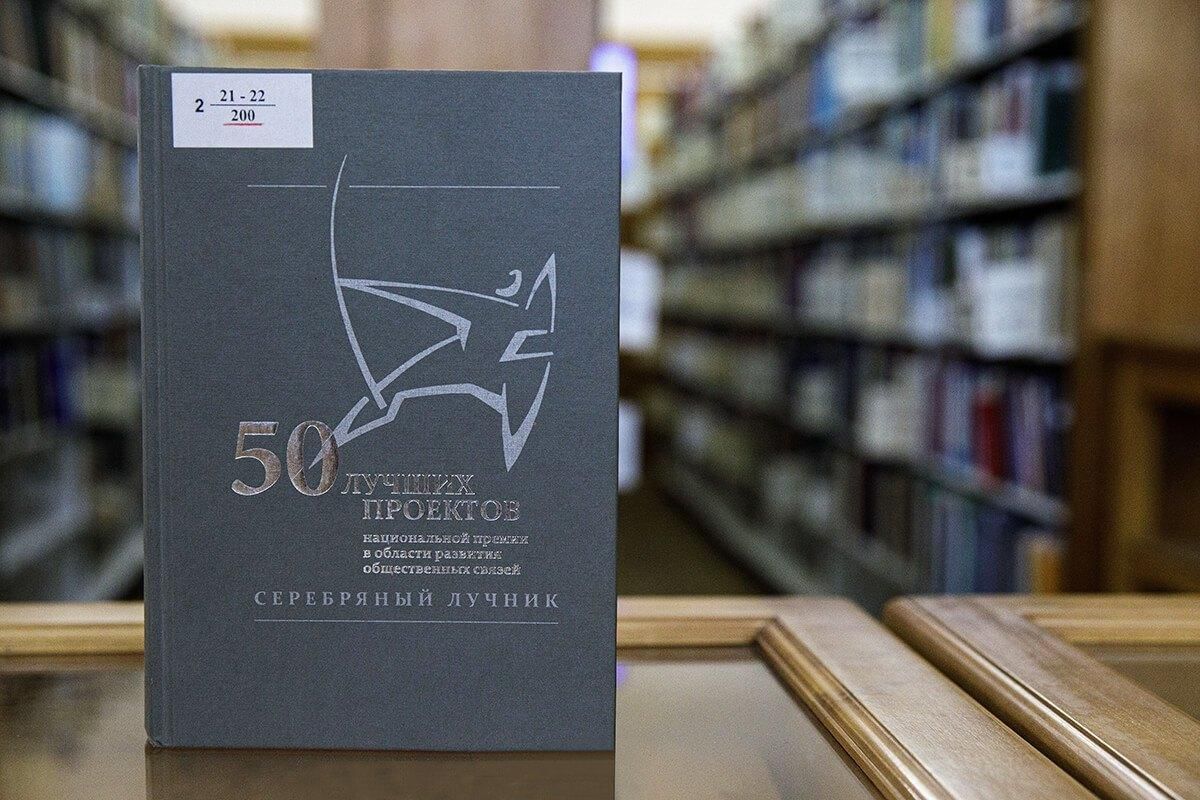 2 21 - 22
200
50 ЛУЧШИХ
ПРОЕКТОВ
национальной премии
в области развития
общественных связей
СЕРЕБРЯНЫЙ ЛУЧНИК